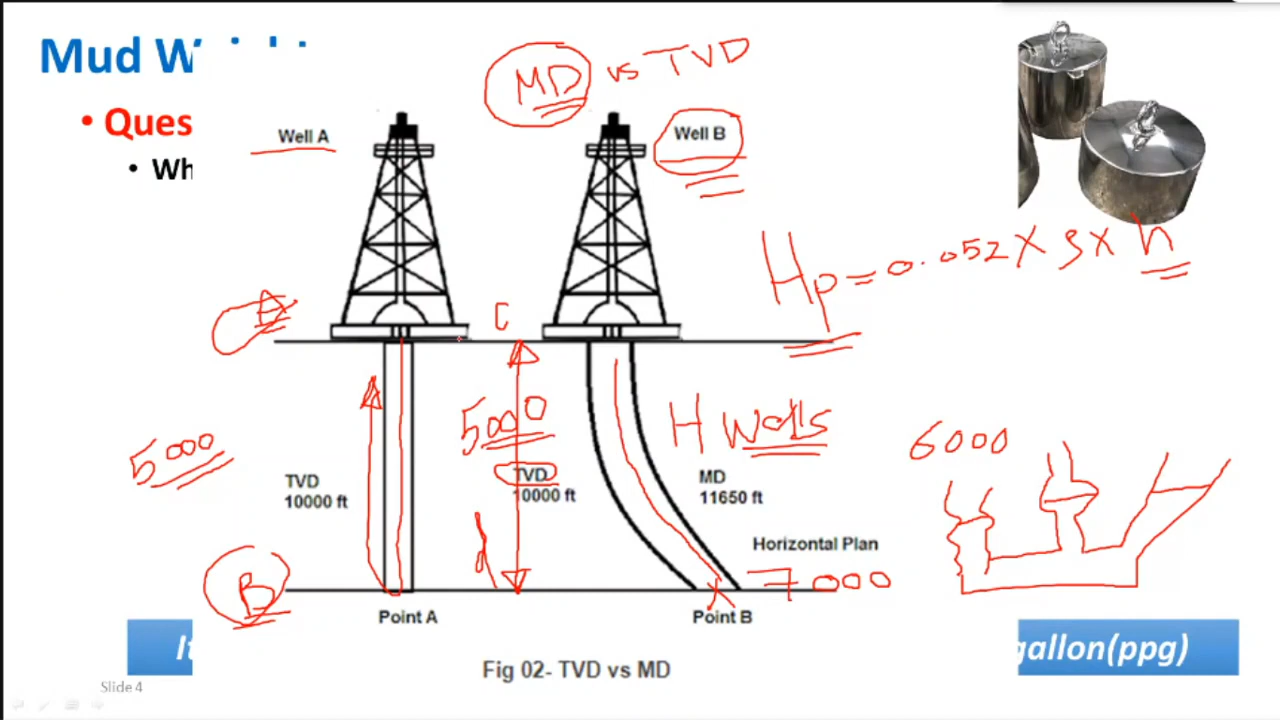 Mud W
MD vs TVD
• Ques
Well A
Well B
• Wh
Hp = 0.052 X ρ X h
A
C
5000
5000
H Wells
6000
TVD
10000 ft
TVD
10000 ft
MD
11650 ft
d
Horizontal Plan
7000
B
Point A
Point B
It
gallon(ppg)
Fig 02- TVD vs MD
Slide 4